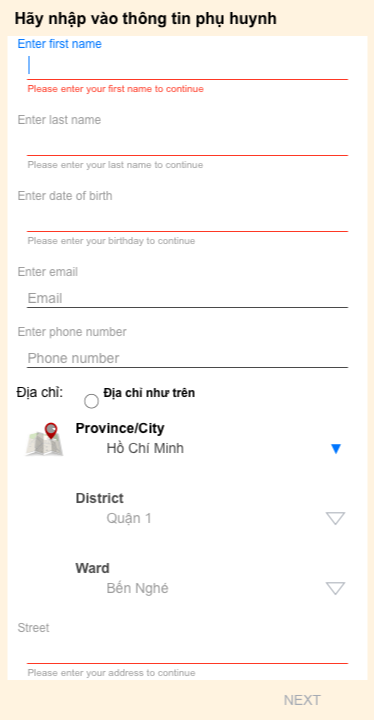 Hãy nhập vào thông tin phụ huynh
Enter first name
Please enter your first name to continue
Enter last name
Please enter your last name to continue
Enter date of birth
Please enter your birthday to continue
Enter email
Email
Enter phone number
Phone number
Địa chỉ: Địa chỉ như trên
Province/City
Hồ Chí Minh
District
Quận 1
Ward
Bến Nghé
Street
Please enter your address to continue
NEXT